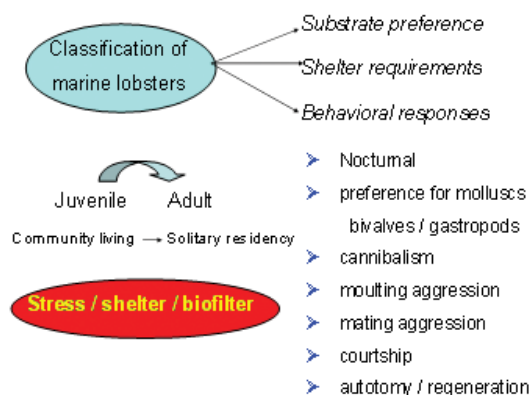 Classification of
marine lobsters
Substrate preference
Shelter requirements
Behavioral responses
Juvenile Adult
Community living → Solitary residency
Stress / shelter / biofilter
Nocturnal
preference for molluscs
bivalves / gastropods
cannibalism
moulting aggression
mating aggression
courtship
autotomy / regeneration